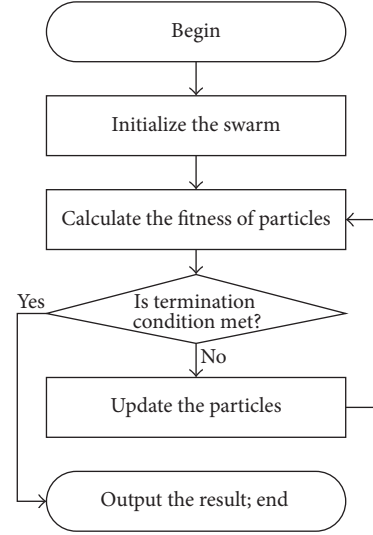 Begin
Initialize the swarm
Calculate the fitness of particles
Is termination
condition met?
Yes
No
Update the particles
Output the result; end